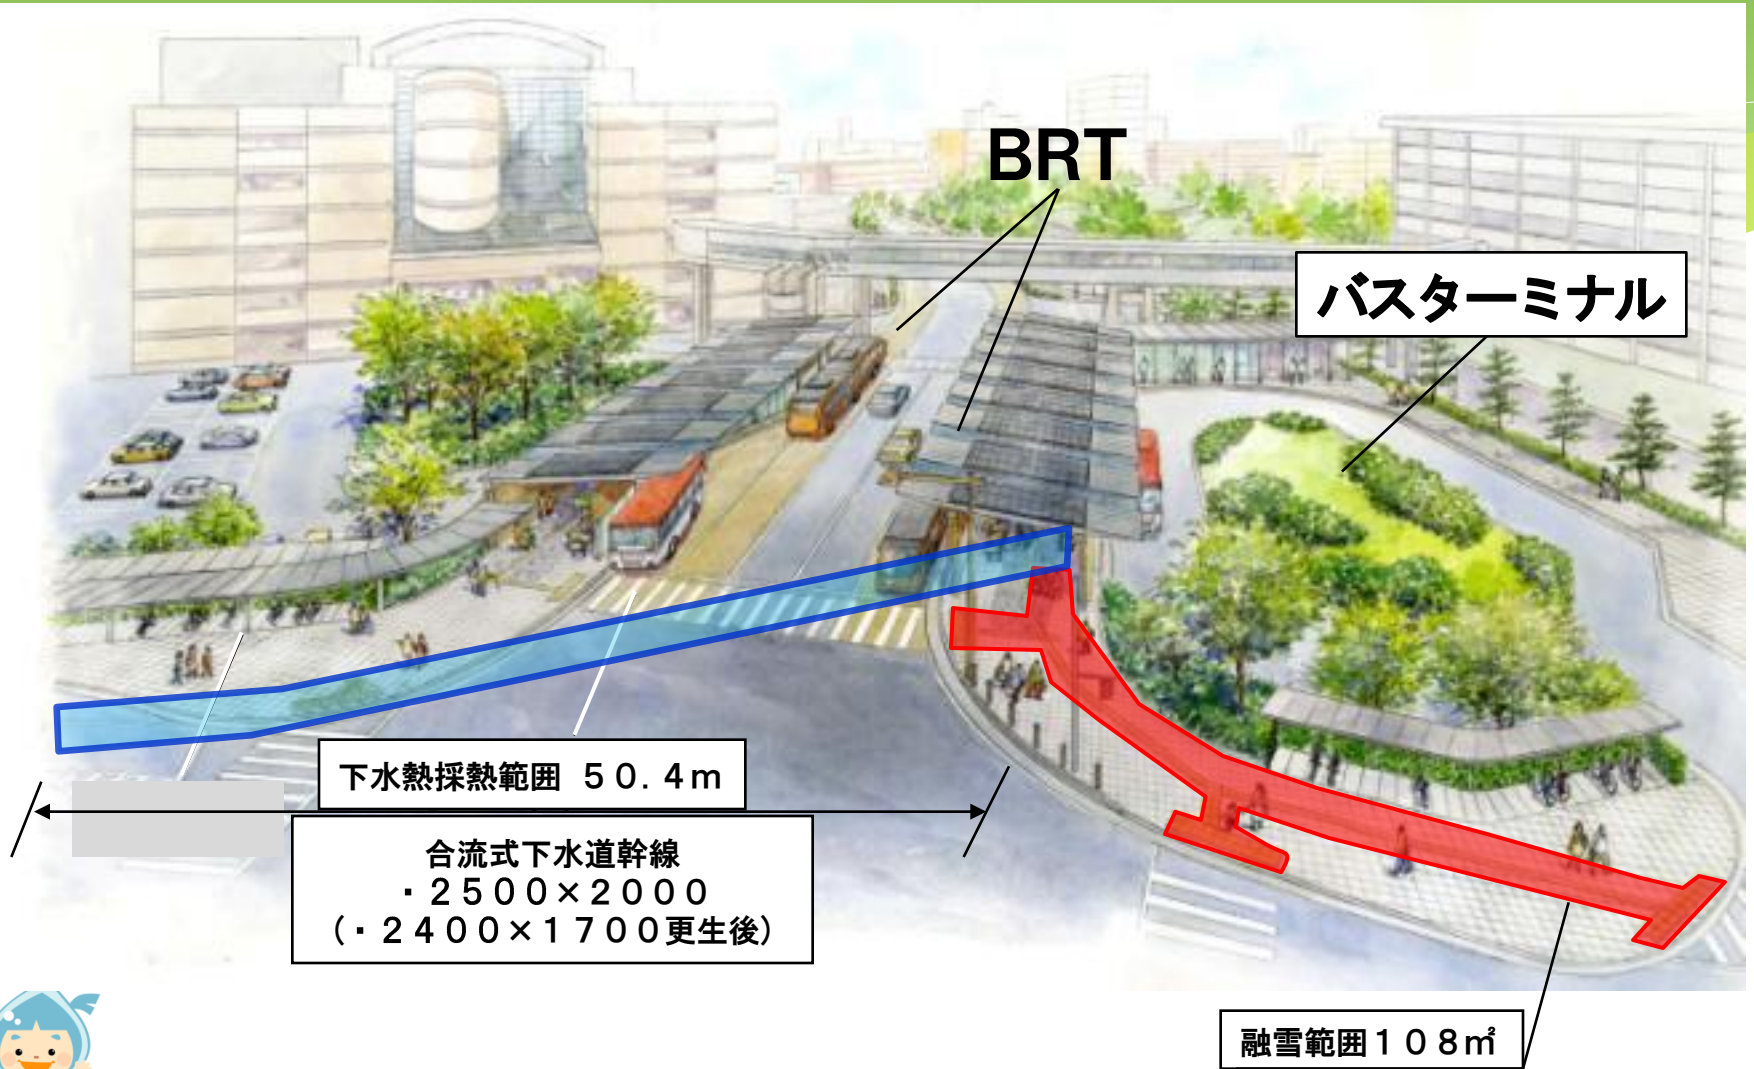 BRT
バスターミナル
下水熱採熱範囲 ５０.４ｍ
合流式下水道幹線
・２５００×２０００
（・２４００×１７００更生後）
融雪範囲１０８㎡